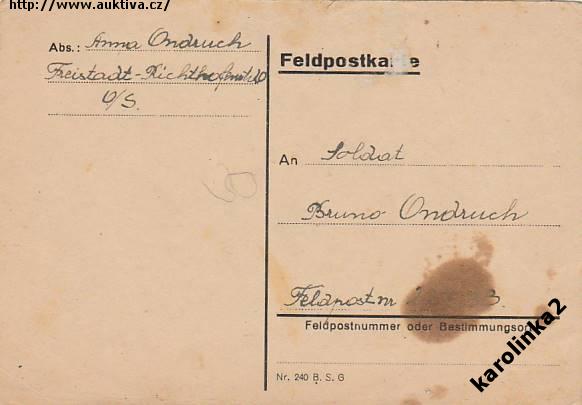 http://www.auktiva.cz/
Abs.: Anna Ondruch
Freistadt-Richthofenstr.
O/S.
Feldpostkarte
An Soldat
Bruno Ondruch
Feldpostnr
Feldpostnummer oder Bestimmungsort
Nr. 240 B. S. G
karolinka2